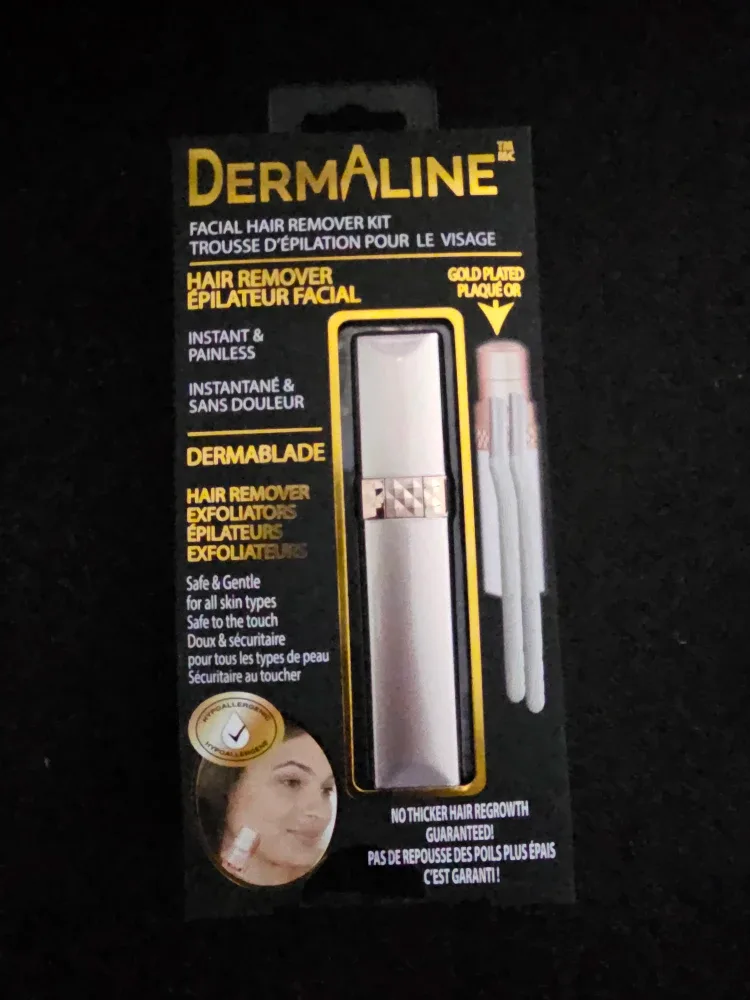 DERMALINE
TM
MC
FACIAL HAIR REMOVER KIT
TROUSSE D'ÉPILATION POUR LE VISAGE
HAIR REMOVER
ÉPILATEUR FACIAL
GOLD PLATED
PLAQUÉ OR
INSTANT &
PAINLESS
INSTANTANÉ &
SANS DOULEUR
DERMABLADE
HAIR REMOVER
EXFOLIATORS
ÉPILATEURS
EXFOLIATEURS
Safe & Gentle
for all skin types
Safe to the touch
Doux & sécuritaire
pour tous les types de peau
Sécuritaire au toucher
HYPOALLERGENIC
HYPOALLERGÈNE
NO THICKER HAIR REGROWTH
GUARANTEED!
PAS DE REPOUSSE DES POILS PLUS ÉPAIS
C'EST GARANTI !